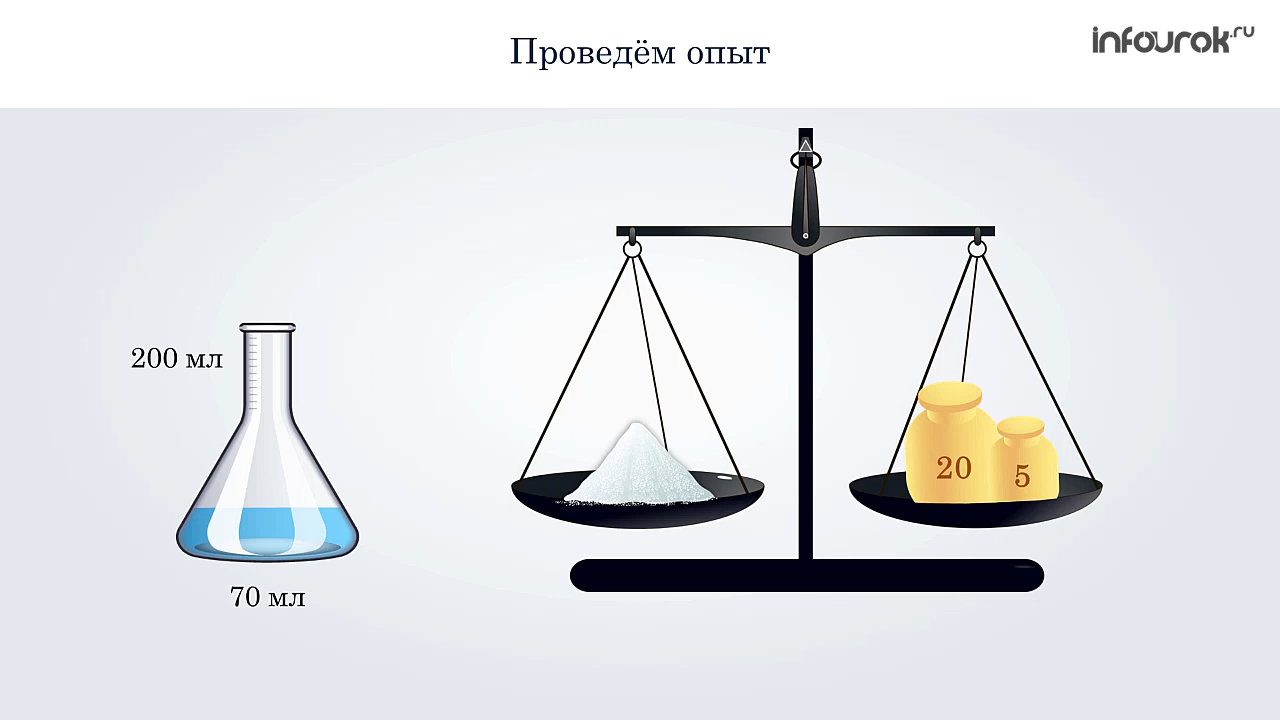 Проведём опыт
infourok.ru
200 мл
20
5
70 мл